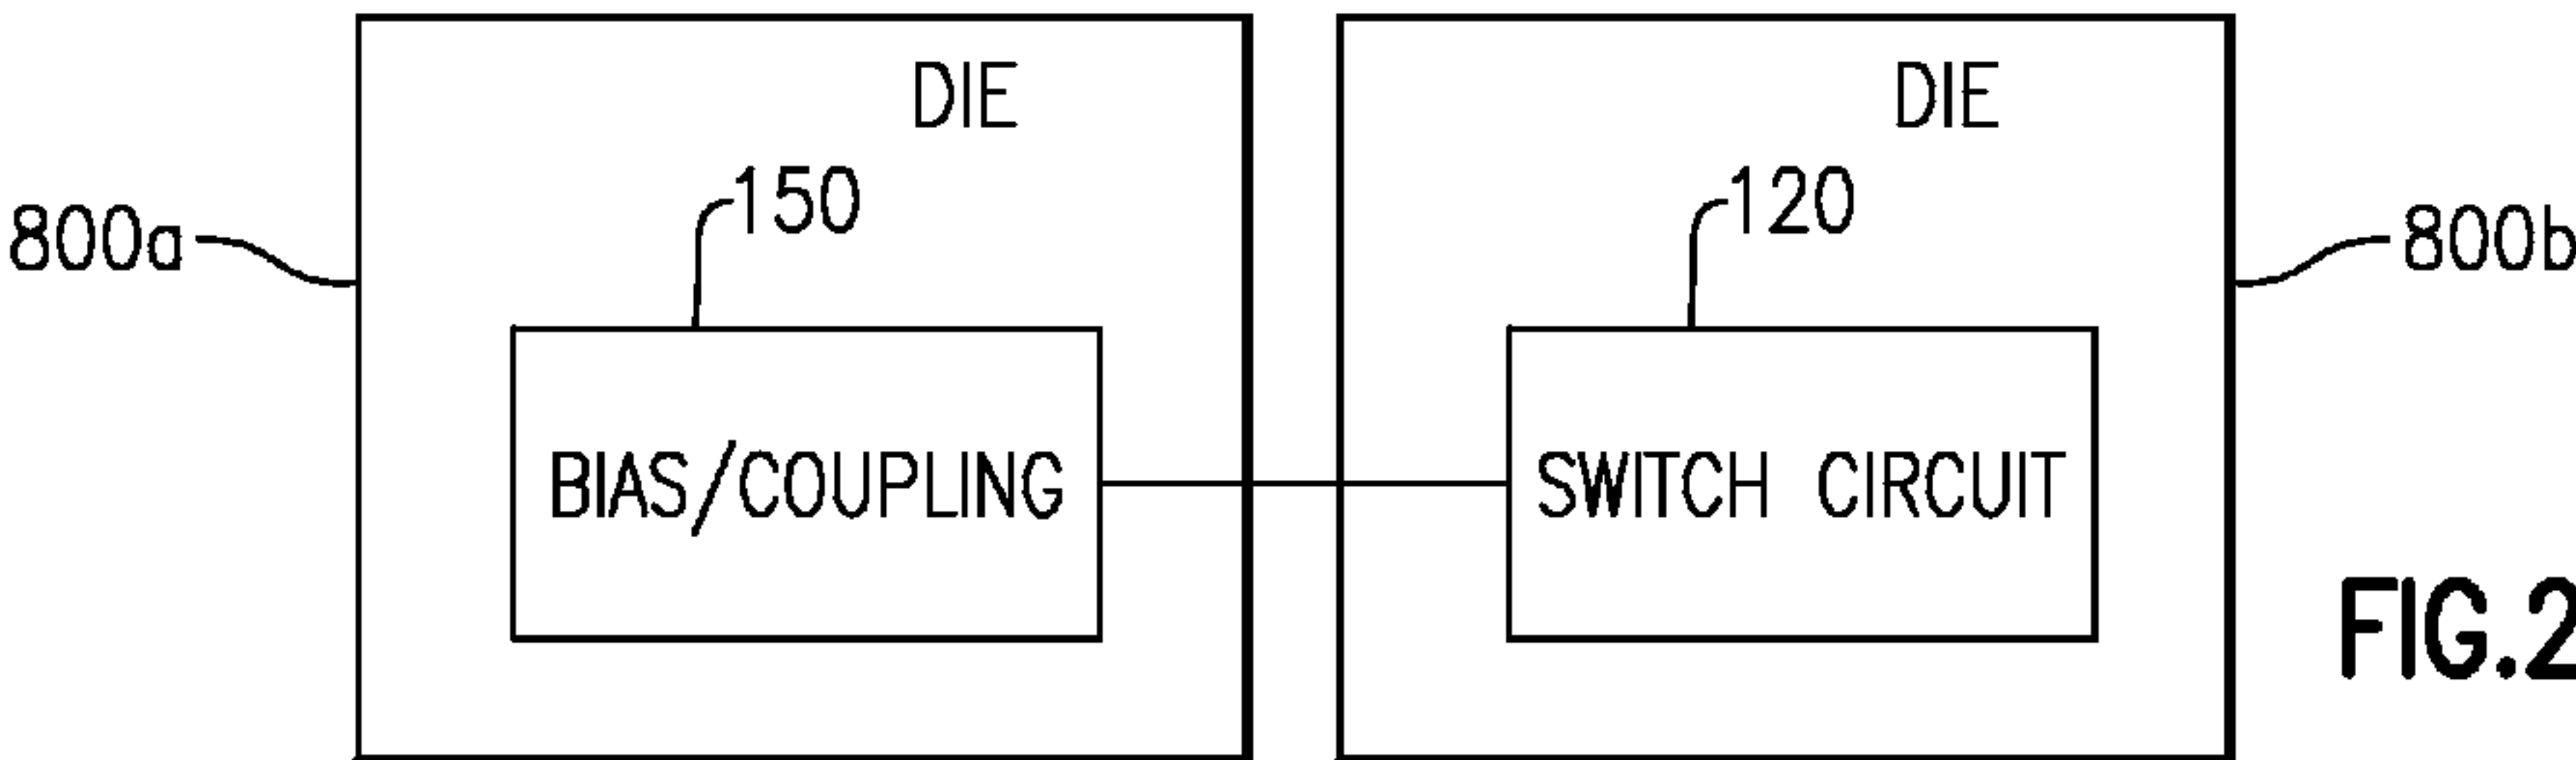 DIE DIE
150 120
800a 800b
BIAS/COUPLING SWITCH CIRCUIT
FIG.2